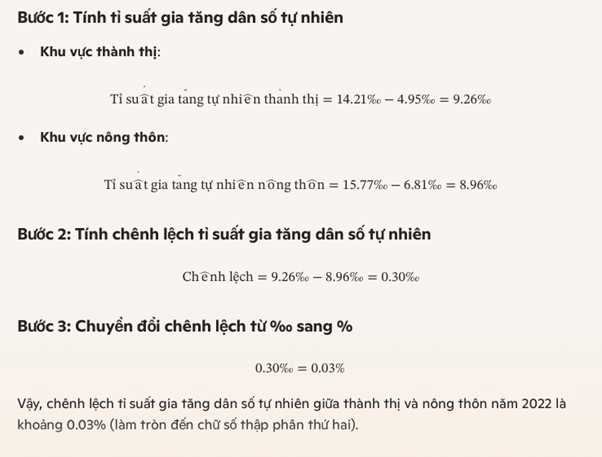 Bước 1: Tính tỉ suất gia tăng dân số tự nhiên
• Khu vực thành thị:
Tỉ suất gia tăng tự nhiên thành thị = 14.21‰ − 4.95‰ = 9.26‰
• Khu vực nông thôn:
Tỉ suất gia tăng tự nhiên nông thôn = 15.77‰ − 6.81‰ = 8.96‰
Bước 2: Tính chênh lệch tỉ suất gia tăng dân số tự nhiên
Chênh lệch = 9.26‰ − 8.96‰ = 0.30‰
Bước 3: Chuyển đổi chênh lệch từ ‰ sang %
0.30‰ = 0.03%
Vậy, chênh lệch tỉ suất gia tăng dân số tự nhiên giữa thành thị và nông thôn năm 2022 là
khoảng 0.03% (làm tròn đến chữ số thập phân thứ hai).